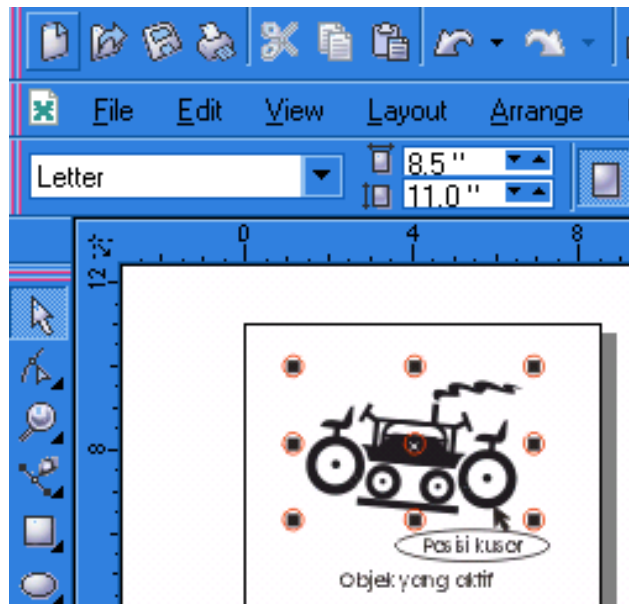 File Edit View Layout Arrange
Letter
8.5 "
11.0 "
0 4 8
12
8
Posisi kusor
Objek yang aktif